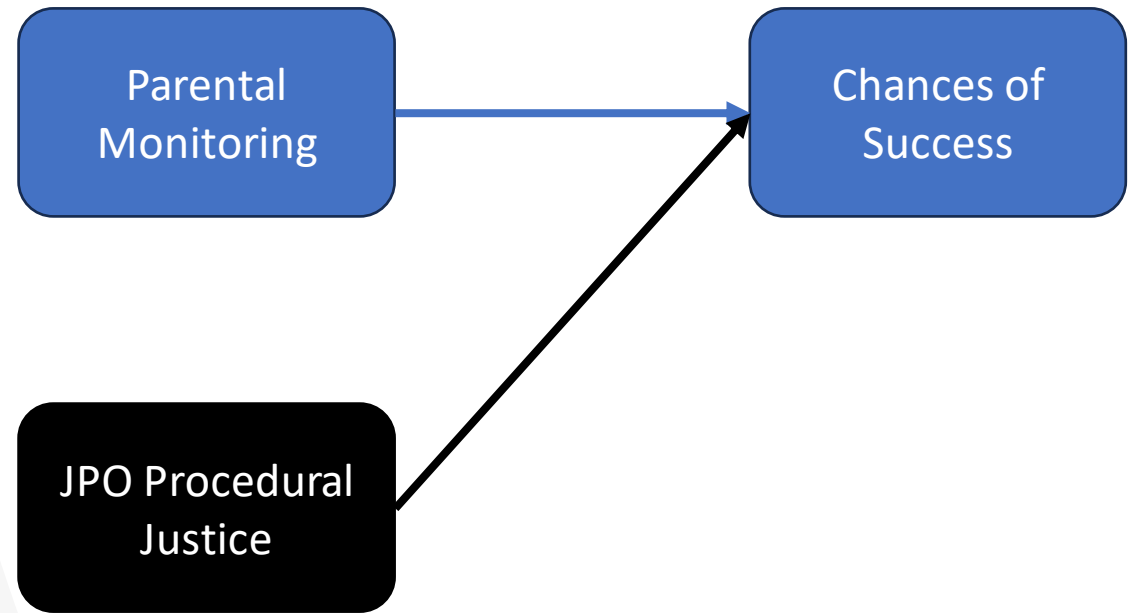 Parental
Monitoring
Chances of
Success
JPO Procedural
Justice